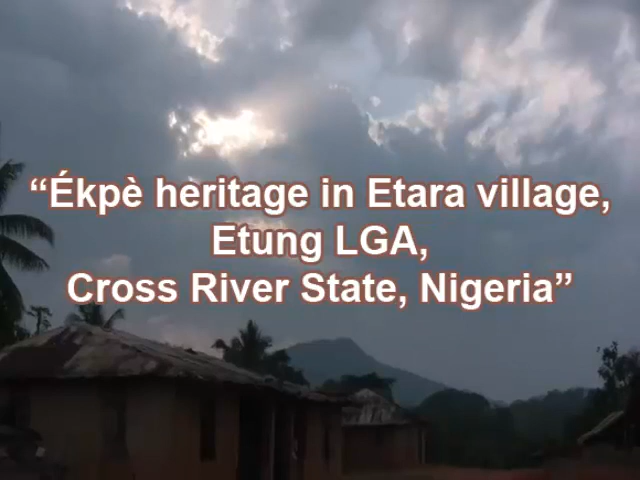 “Ékpè heritage in Etara village,
Etung LGA,
Cross River State, Nigeria”